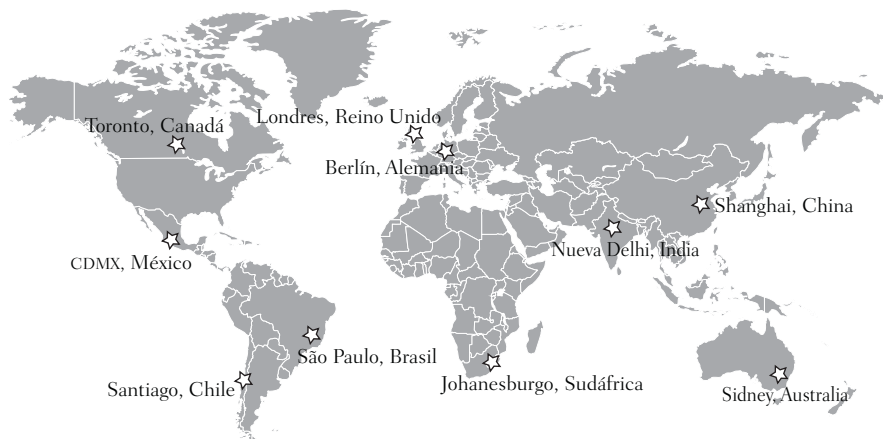 Toronto, Canadá
Londres, Reino Unido
Berlín, Alemania
Shanghai, China
Nueva Delhi, India
CDMX, México
São Paulo, Brasil
Santiago, Chile
Johanesburgo, Sudáfrica
Sidney, Australia